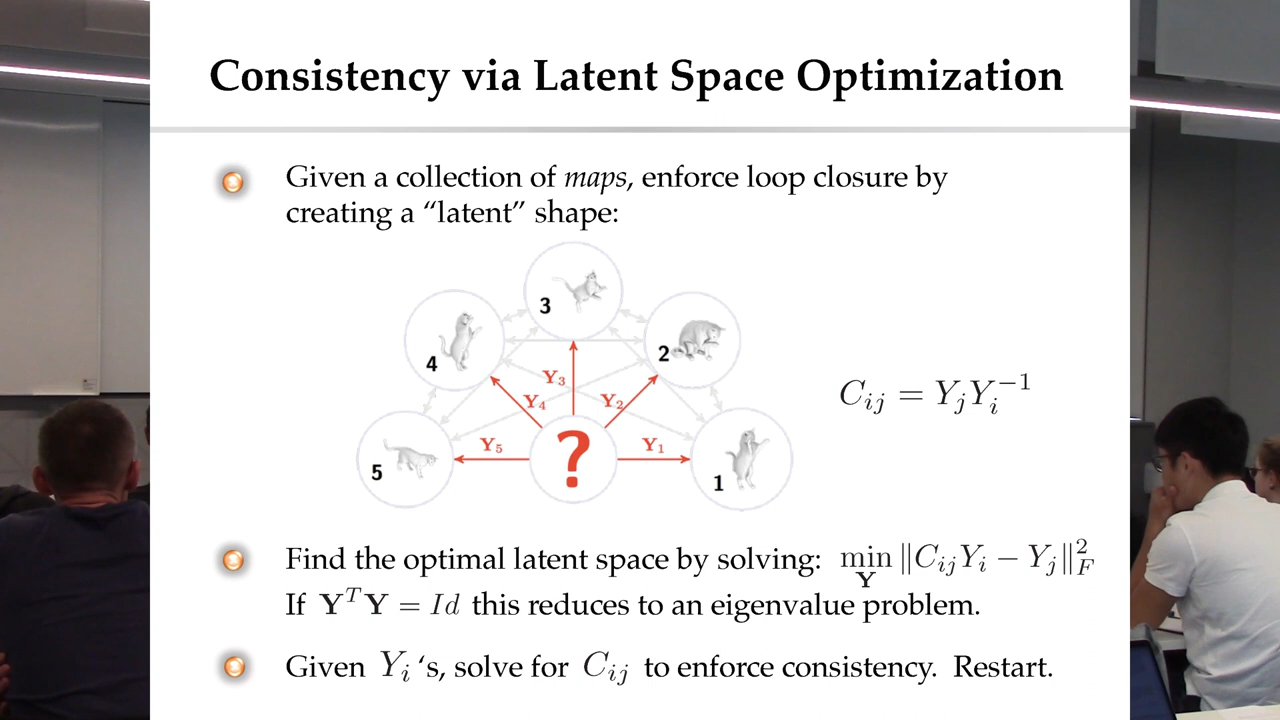 Consistency via Latent Space Optimization
Given a collection of maps, enforce loop closure by
creating a “latent” shape:
3
4
2
Y₃
Y₄
Y₂
C_{ij} = Y_j Y_i^{-1}
5
Y₅
?
Y₁
1
Find the optimal latent space by solving: min_Y ‖C_{ij}Y_i − Y_j‖²_F
If Y^T Y = Id this reduces to an eigenvalue problem.
Given Y_i ‘s, solve for C_{ij} to enforce consistency. Restart.